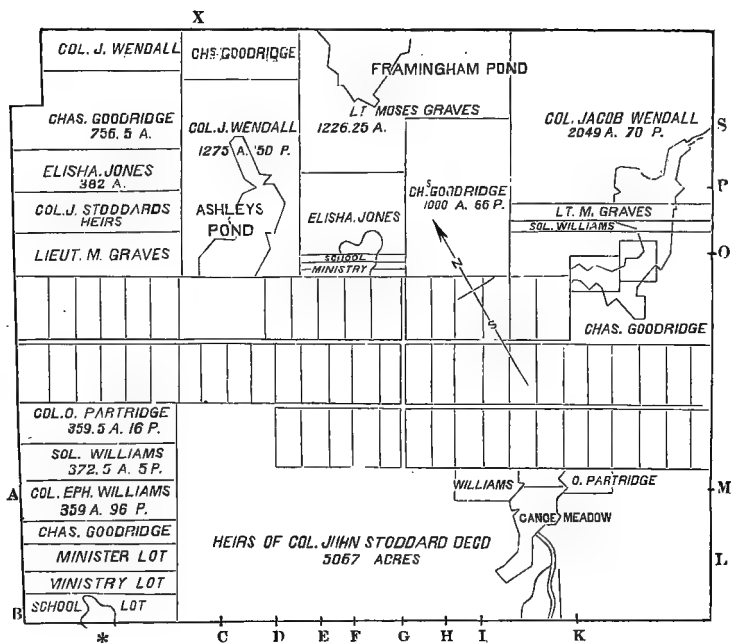 X
COL. J. WENDALL
CHAS. GOODRIDGE
756.5 A.
ELISHA. JONES
382 A.
COL. J. STODDARDS
HEIRS
LIEUT. M. GRAVES
CHS. GOODRIDGE
COL. J. WENDALL
1275 A. 50 P.
ASHLEYS
POND
FRAMINGHAM POND
LT MOSES GRAVES
1226.25 A.
ELISHA. JONES
SCHOOL
MINISTRY
CHS. GOODRIDGE
1000 A. 66 P.
N
S
COL. JACOB WENDALL
2049 A. 70 P.
LT. M. GRAVES
SOL. WILLIAMS
CHAS. GOODRIDGE
S
P
O
COL. O. PARTRIDGE
359.5 A. 16 P.
SOL. WILLIAMS
372.5 A. 5 P.
COL. EPH. WILLIAMS
359 A. 96 P.
CHAS. GOODRIDGE
MINISTER LOT
MINISTRY LOT
SCHOOL LOT
A
B
HEIRS OF COL. JIIHN STODDARD DECD
5067 ACRES
WILLIAMS
O. PARTRIDGE
CANOE MEADOW
M
L
* C D E F G H I K